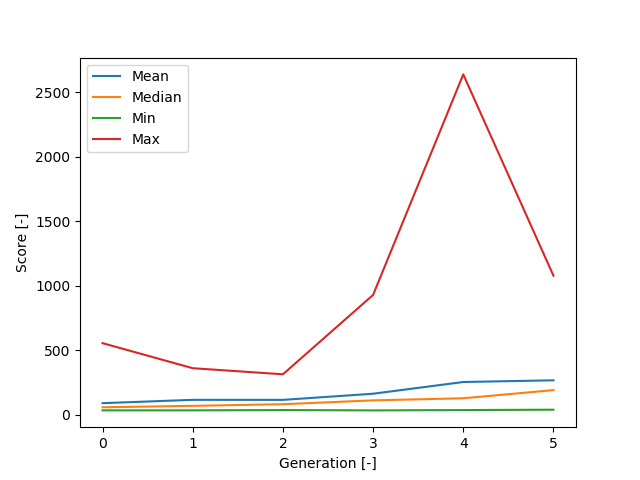 Mean
Median
Min
Max
2500
2000
1500
1000
500
0
Score [-]
0 1 2 3 4 5
Generation [-]